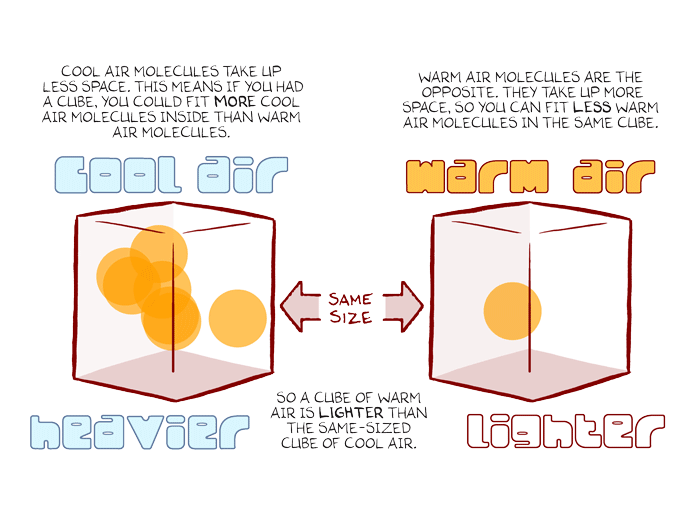 COOL AIR MOLECULES TAKE UP
LESS SPACE. THIS MEANS IF YOU HAD
A CUBE, YOU COULD FIT MORE COOL
AIR MOLECULES INSIDE THAN WARM
AIR MOLECULES.
WARM AIR MOLECULES ARE THE
OPPOSITE. THEY TAKE UP MORE
SPACE, SO YOU CAN FIT LESS WARM
AIR MOLECULES IN THE SAME CUBE.
Cool air
warm air
SAME
SIZE
SO A CUBE OF WARM
AIR IS LIGHTER THAN
THE SAME-SIZED
CUBE OF COOL AIR.
heavier
lighter